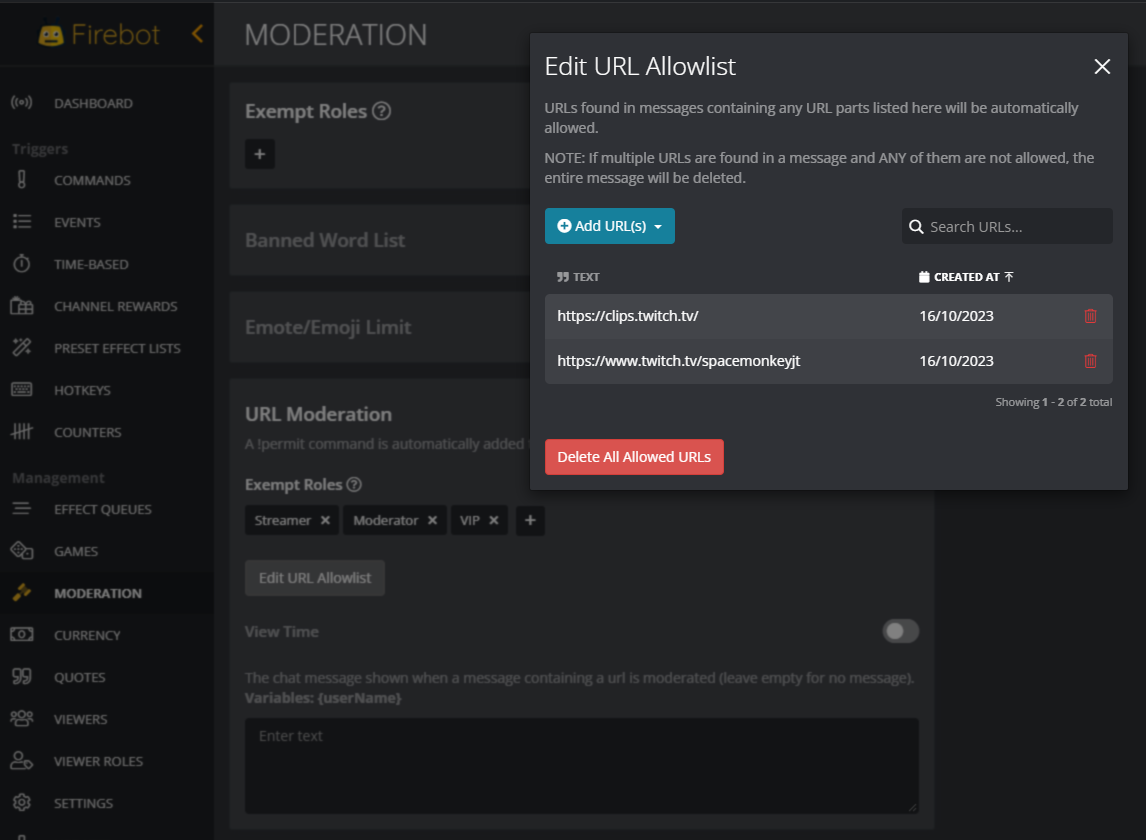 Firebot
DASHBOARD
Triggers
COMMANDS
EVENTS
TIME-BASED
CHANNEL REWARDS
PRESET EFFECT LISTS
HOTKEYS
COUNTERS
Management
EFFECT QUEUES
GAMES
MODERATION
CURRENCY
QUOTES
VIEWERS
VIEWER ROLES
SETTINGS
MODERATION
Exempt Roles
Banned Word List
Emote/Emoji Limit
URL Moderation
A !permit command is automatically added
Exempt Roles
Streamer
Moderator
VIP
Edit URL Allowlist
View Time
The chat message shown when a message containing a url is moderated (leave empty for no message).
Variables: {userName}
Enter text
Edit URL Allowlist
URLs found in messages containing any URL parts listed here will be automatically
allowed.
NOTE: If multiple URLs are found in a message and ANY of them are not allowed, the
entire message will be deleted.
Add URL(s)
Search URLs...
TEXT
CREATED AT
https://clips.twitch.tv/
16/10/2023
https://www.twitch.tv/spacemonkeyjt
16/10/2023
Showing 1 - 2 of 2 total
Delete All Allowed URLs